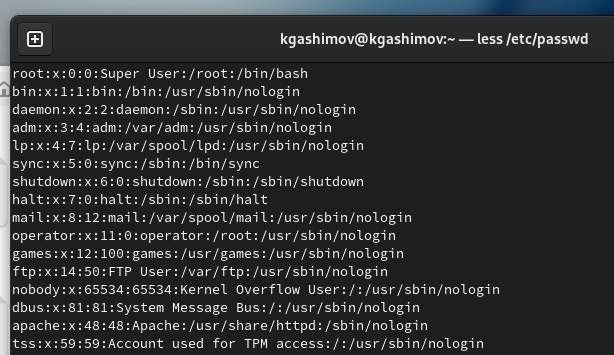 kgashimov@kgashimov:~ — less /etc/passwd
root:x:0:0:Super User:/root:/bin/bash
bin:x:1:1:bin:/bin:/usr/sbin/nologin
daemon:x:2:2:daemon:/sbin:/usr/sbin/nologin
adm:x:3:4:adm:/var/adm:/usr/sbin/nologin
lp:x:4:7:lp:/var/spool/lpd:/usr/sbin/nologin
sync:x:5:0:sync:/sbin:/bin/sync
shutdown:x:6:0:shutdown:/sbin:/sbin/shutdown
halt:x:7:0:halt:/sbin:/sbin/halt
mail:x:8:12:mail:/var/spool/mail:/usr/sbin/nologin
operator:x:11:0:operator:/root:/usr/sbin/nologin
games:x:12:100:games:/usr/games:/usr/sbin/nologin
ftp:x:14:50:FTP User:/var/ftp:/usr/sbin/nologin
nobody:x:65534:65534:Kernel Overflow User:/:/usr/sbin/nologin
dbus:x:81:81:System Message Bus:/:/usr/sbin/nologin
apache:x:48:48:Apache:/usr/share/httpd:/sbin/nologin
tss:x:59:59:Account used for TPM access:/:/usr/sbin/nologin